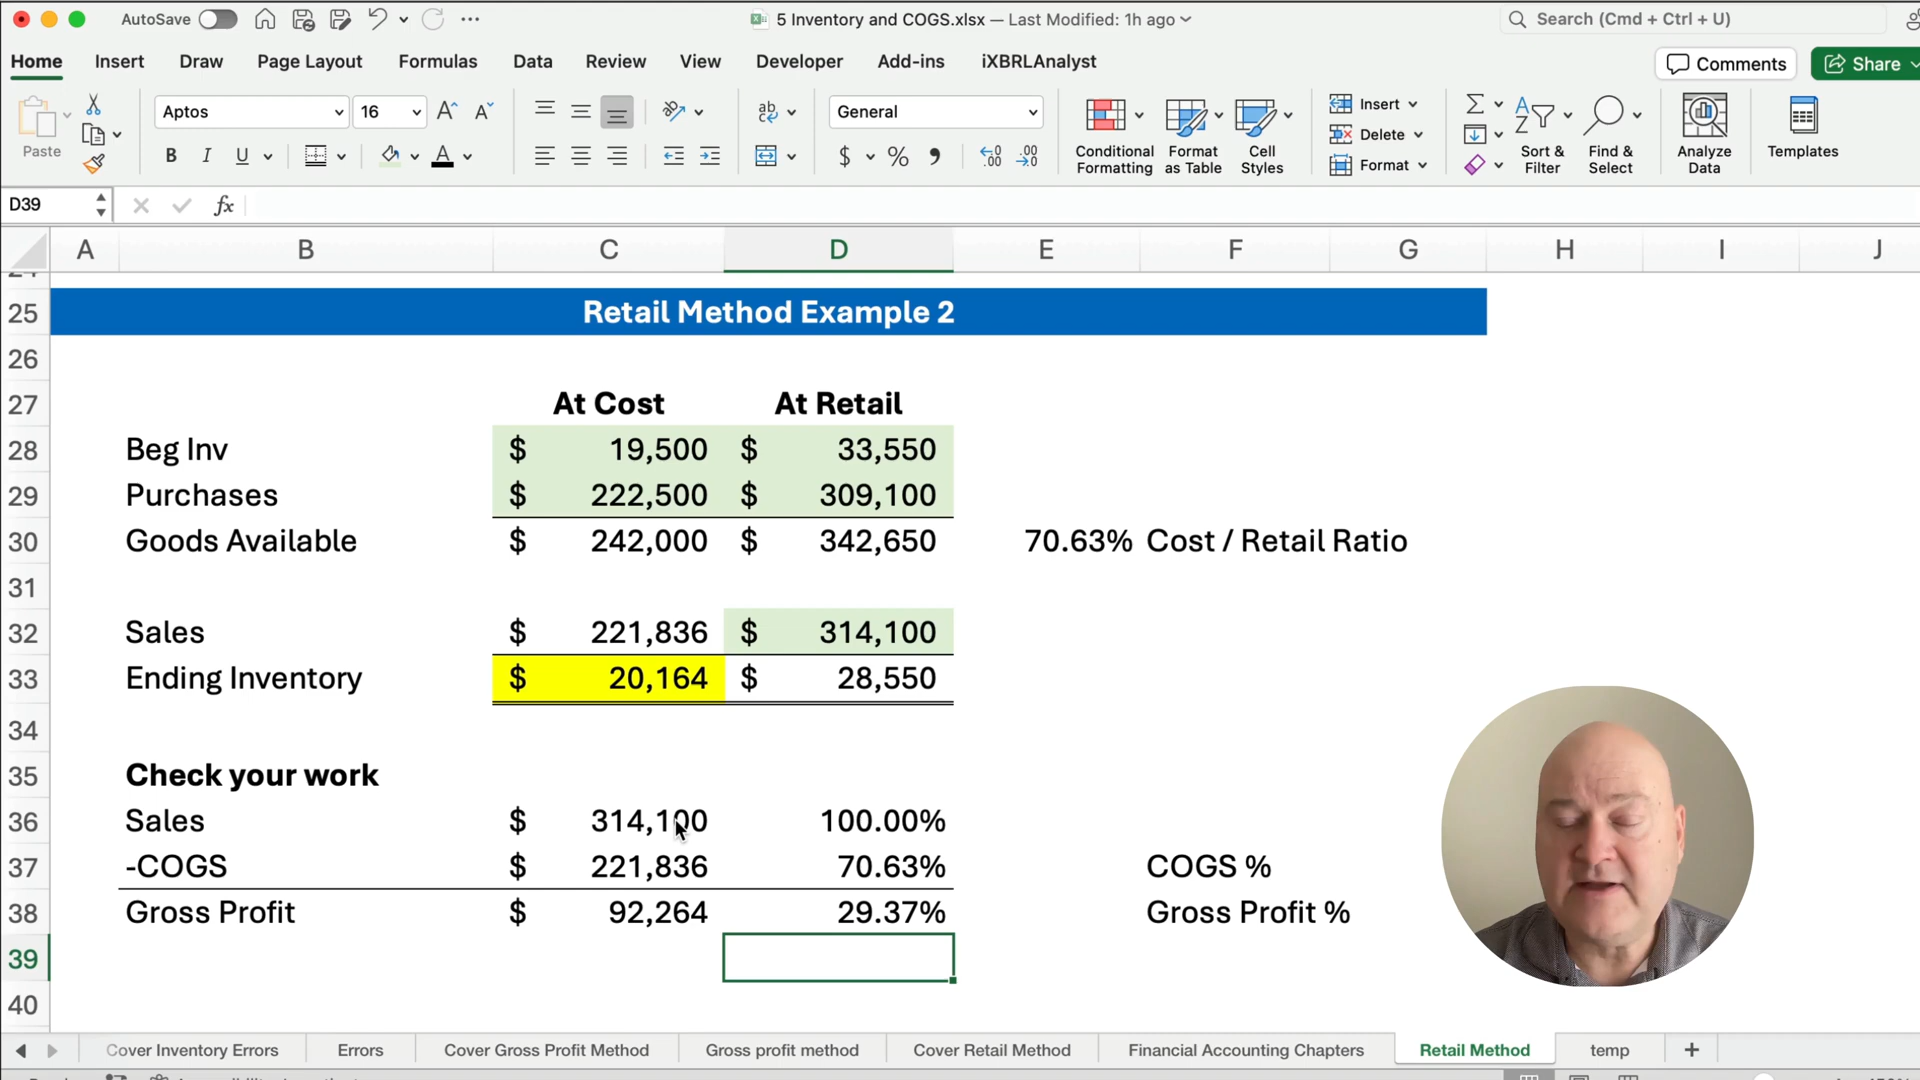 AutoSave
5 Inventory and COGS.xlsx — Last Modified: 1h ago
Search (Cmd + Ctrl + U)
Home Insert Draw Page Layout Formulas Data Review View Developer Add-ins iXBRLAnalyst
Comments Share
Paste
Aptos 16
B I U A
General
$ % 9
Conditional Formatting
Format as Table
Cell Styles
Insert
Delete
Format
Sort & Filter
Find & Select
Analyze Data
Templates
D39 fx
A B C D E F G H I J
25 Retail Method Example 2
26
27 At Cost At Retail
28 Beg Inv $ 19,500 $ 33,550
29 Purchases $ 222,500 $ 309,100
30 Goods Available $ 242,000 $ 342,650 70.63% Cost / Retail Ratio
31
32 Sales $ 221,836 $ 314,100
33 Ending Inventory $ 20,164 $ 28,550
34
35 Check your work
36 Sales $ 314,100 100.00%
37 -COGS $ 221,836 70.63% COGS %
38 Gross Profit $ 92,264 29.37% Gross Profit %
39
40
Cover Inventory Errors Errors Cover Gross Profit Method Gross profit method Cover Retail Method Financial Accounting Chapters Retail Method temp +